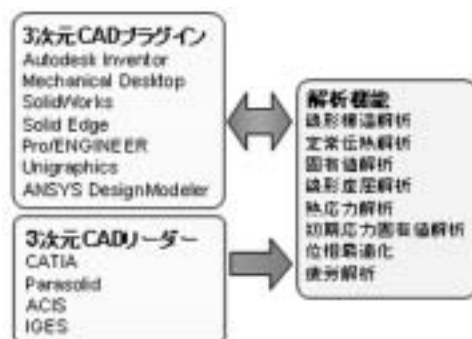 3次元CADプラグイン
Autodesk Inventor
Mechanical Desktop
SolidWorks
Solid Edge
Pro/ENGINEER
Unigraphics
ANSYS DesignModeler
3次元CADリーダー
CATIA
Parasolid
ACIS
IGES
解析機能
線形構造解析
定常伝熱解析
固有値解析
線形座屈解析
熱応力解析
初期応力固有値解析
位相最適化
疲労解析